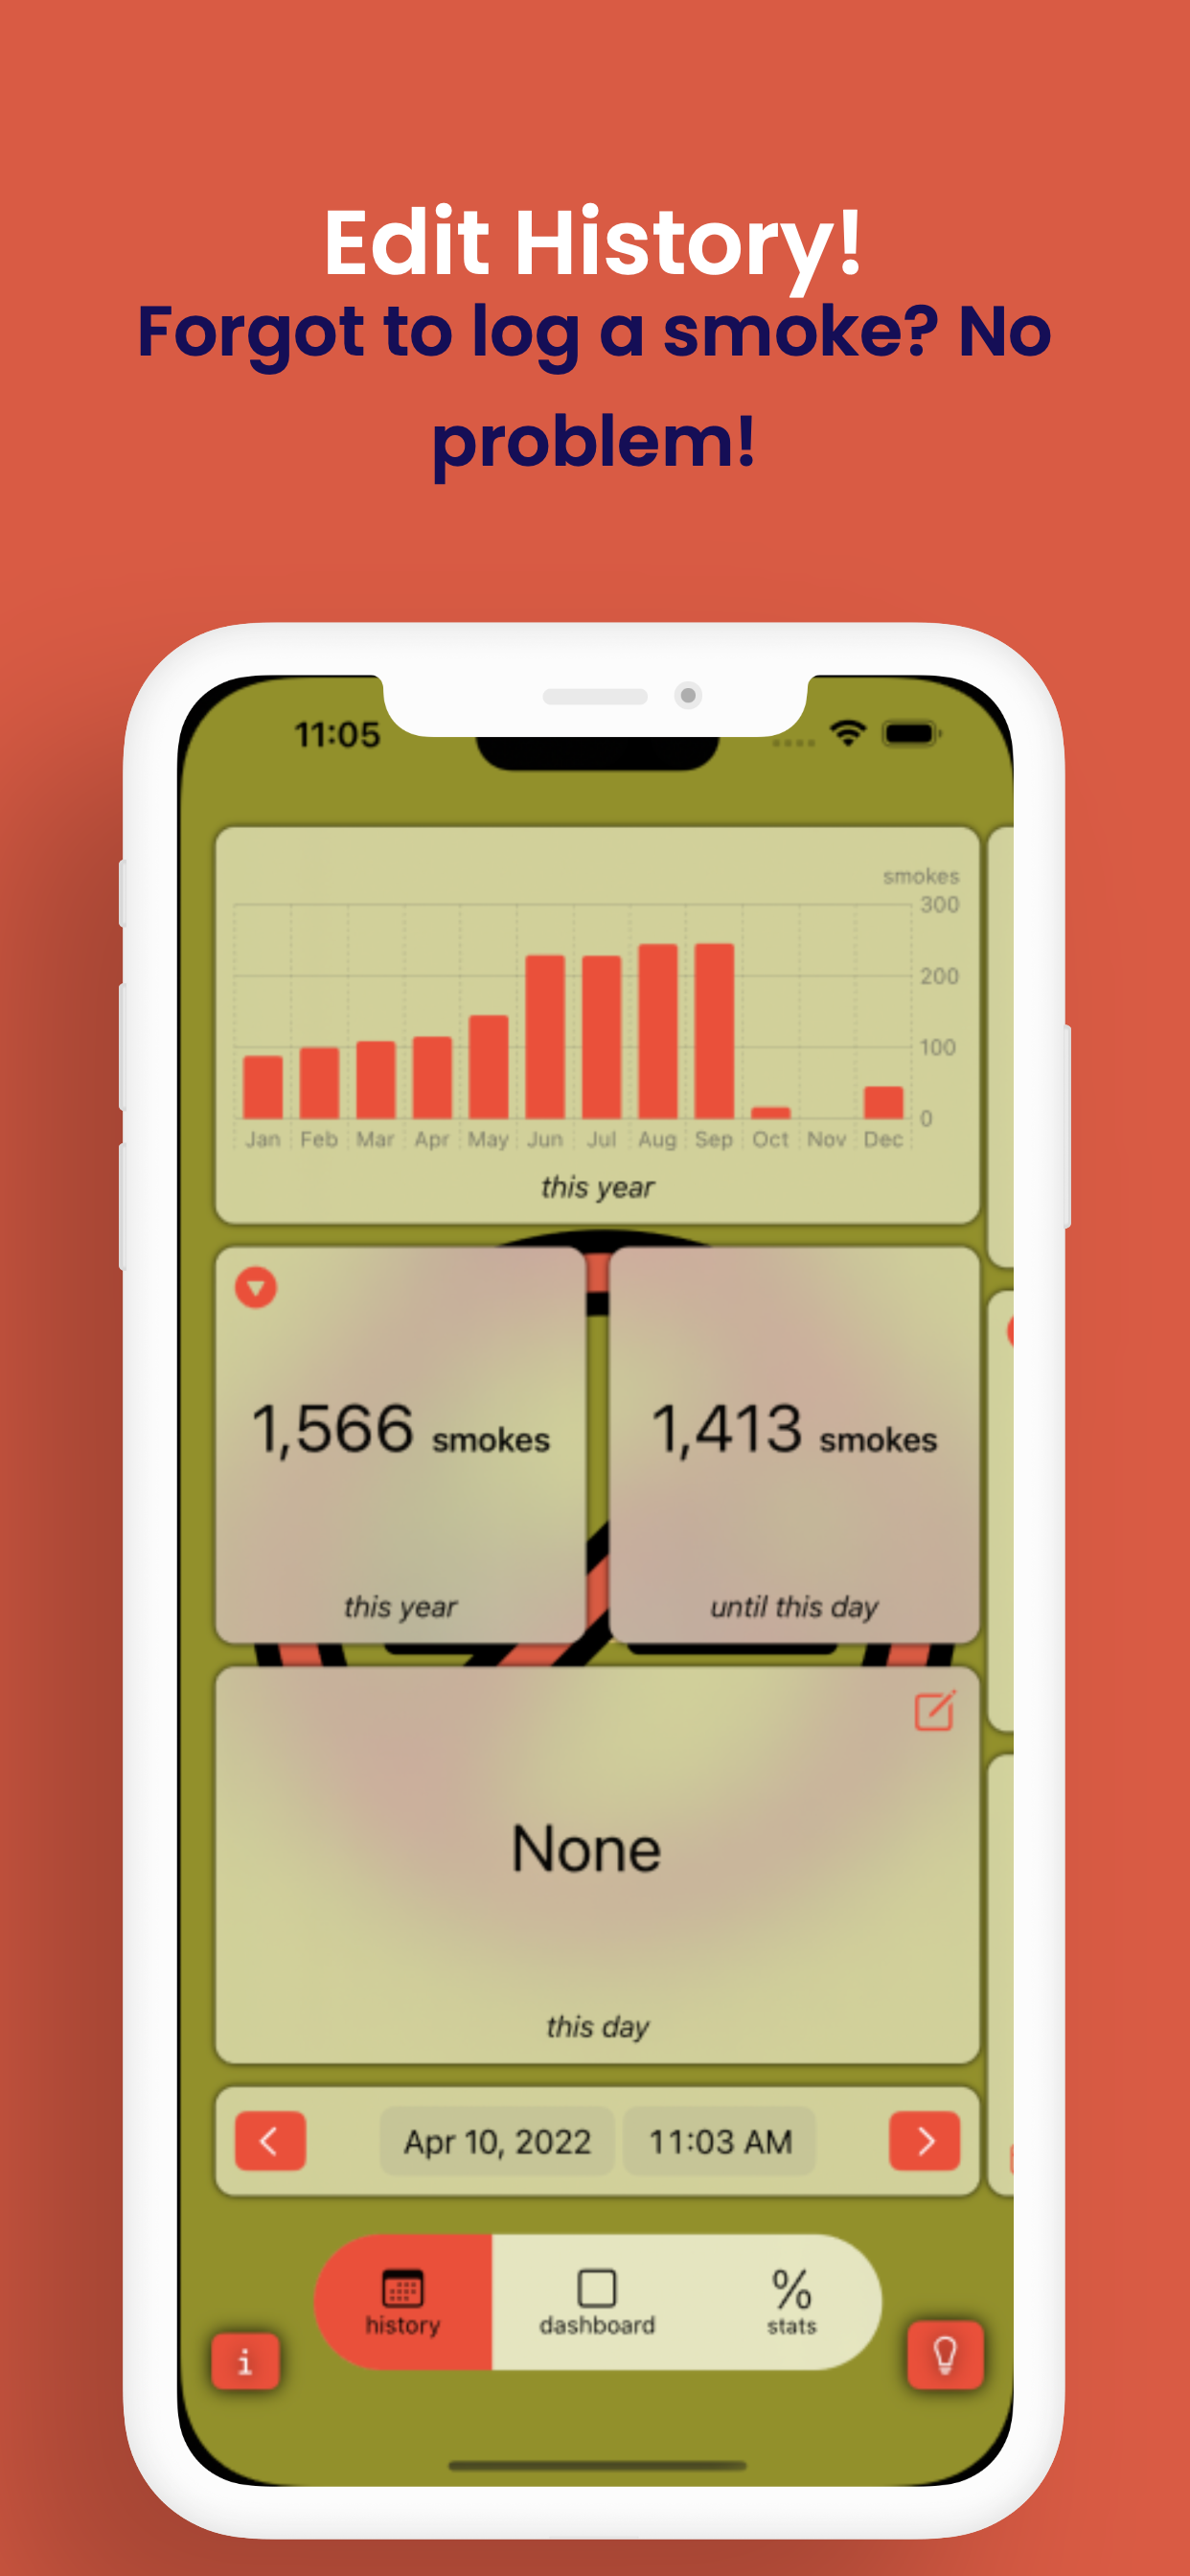 Edit History!
Forgot to log a smoke? No
problem!
11:05
smokes
300
200
100
0
Jan Feb Mar Apr May Jun Jul Aug Sep Oct Nov Dec
this year
1,566 smokes
this year
1,413 smokes
until this day
None
this day
Apr 10, 2022 11:03 AM
history
dashboard
%
stats
i